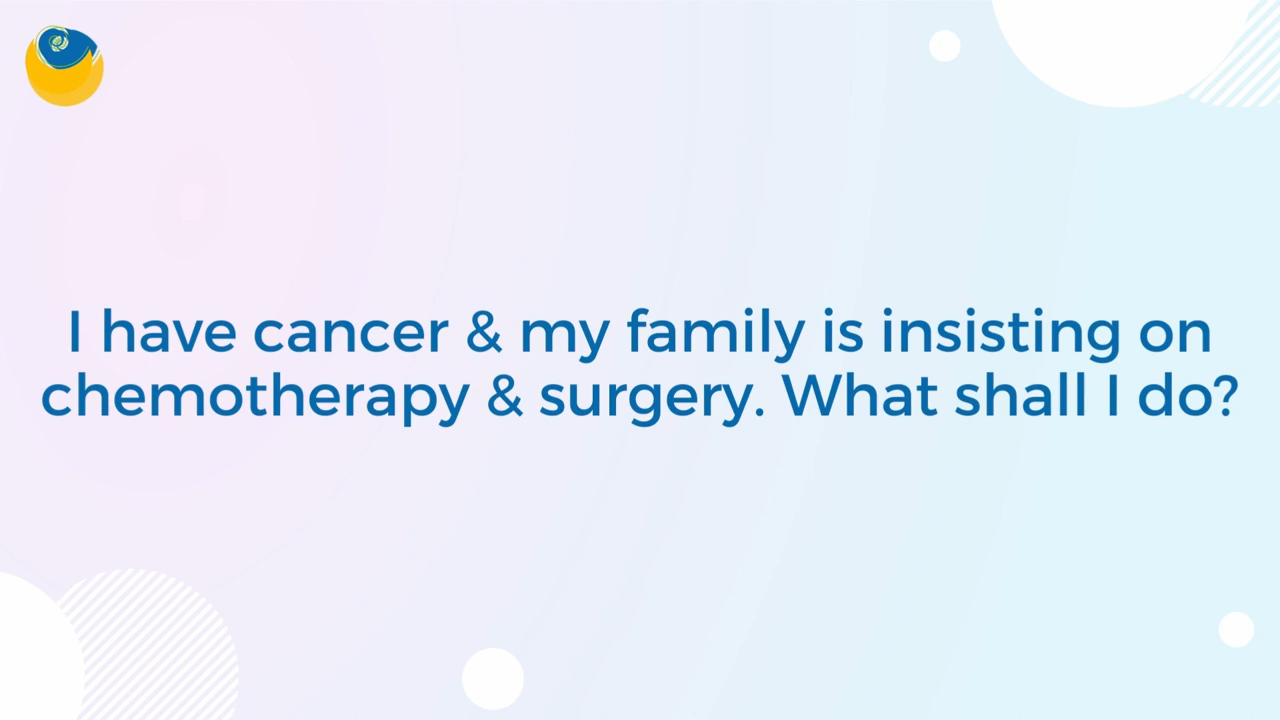 I have cancer & my family is insisting on
chemotherapy & surgery. What shall I do?